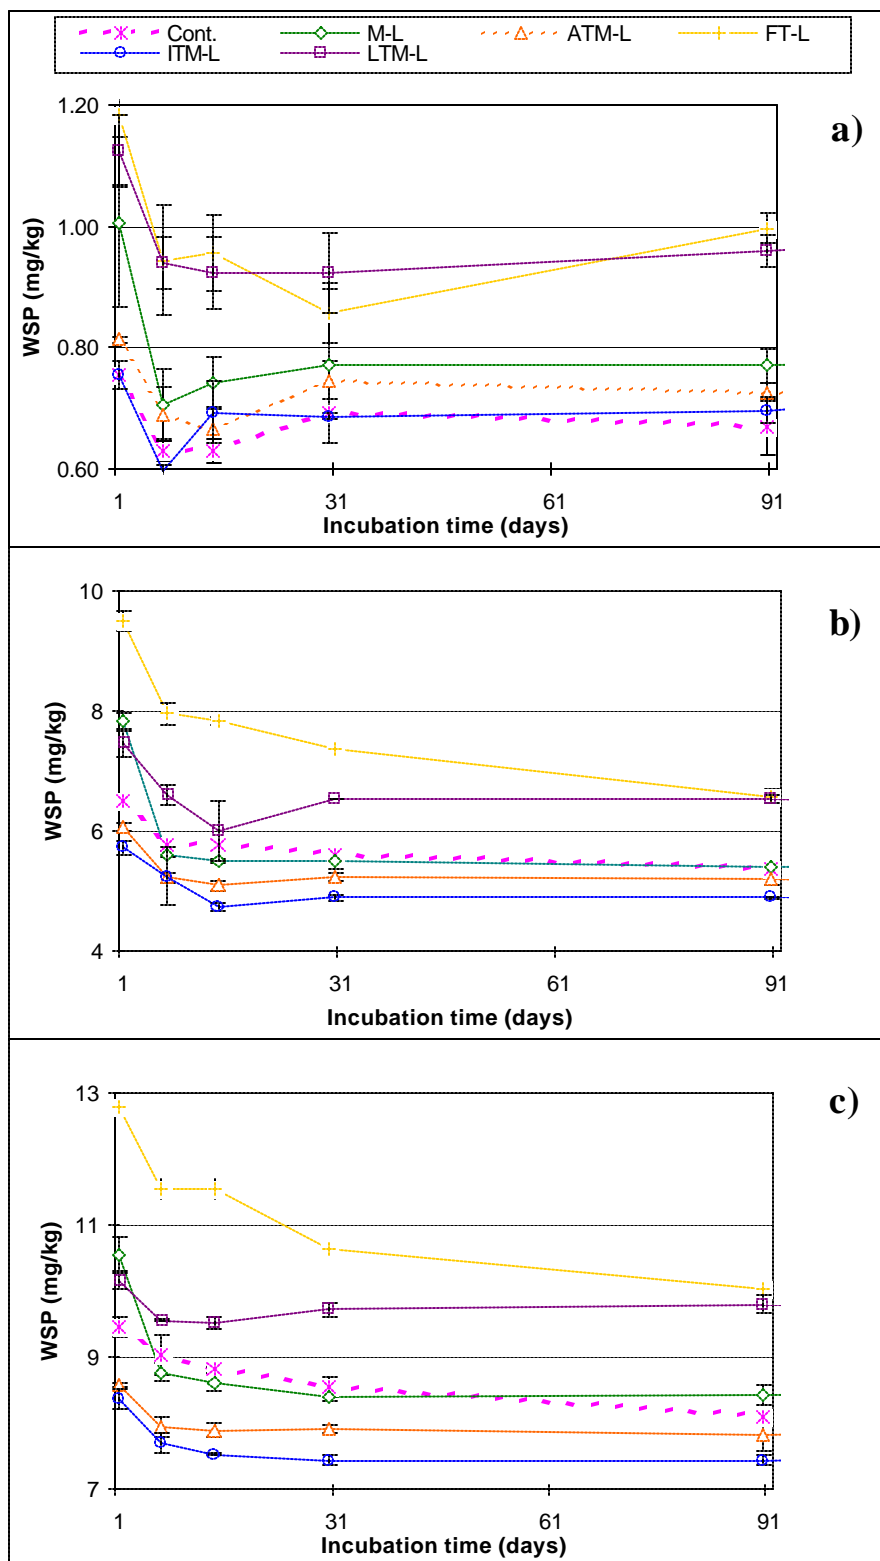 Cont. M-L ATM-L FT-L
ITM-L LTM-L
a)
1.20
1.00
0.80
0.60
WSP (mg/kg)
1 31 61 91
Incubation time (days)
b)
10
8
6
4
WSP (mg/kg)
1 31 61 91
Incubation time (days)
c)
13
11
9
7
WSP (mg/kg)
1 31 61 91
Incubation time (days)